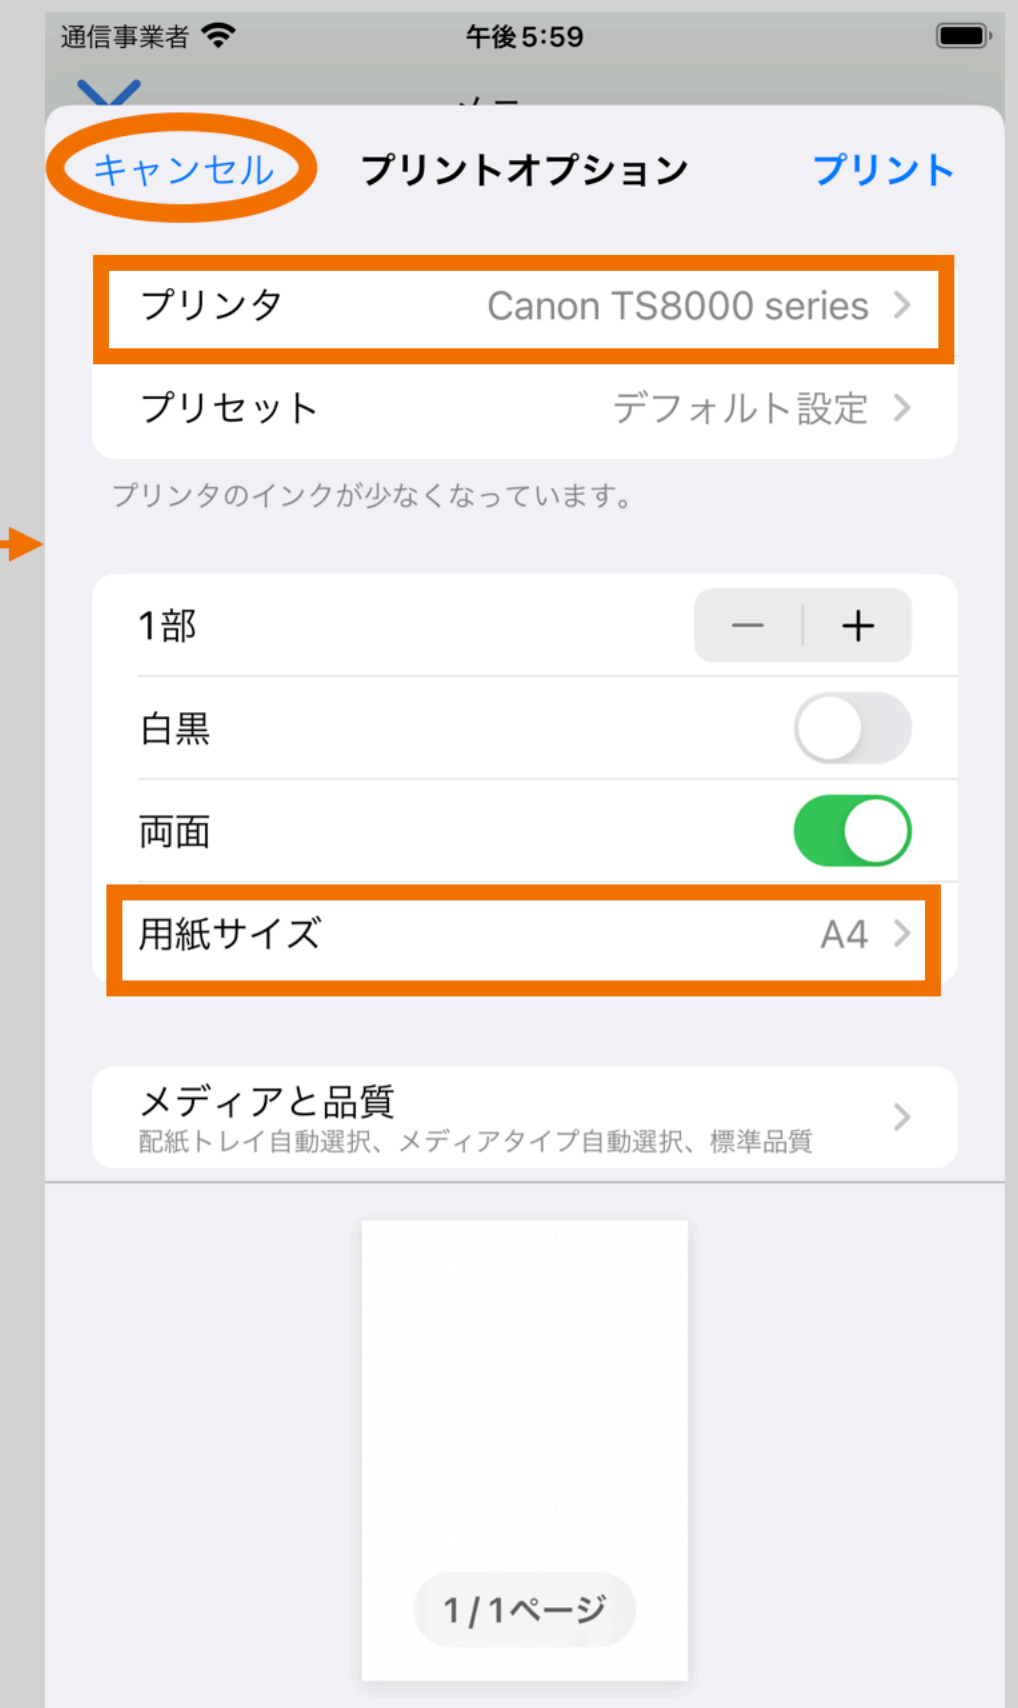 通信事業者 午後5:59
キャンセル プリントオプション プリント
プリンタ Canon TS8000 series
プリセット デフォルト設定
プリンタのインクが少なくなっています。
1部 − +
白黒
両面
用紙サイズ A4
メディアと品質
配紙トレイ自動選択、メディアタイプ自動選択、標準品質
1/1ページ